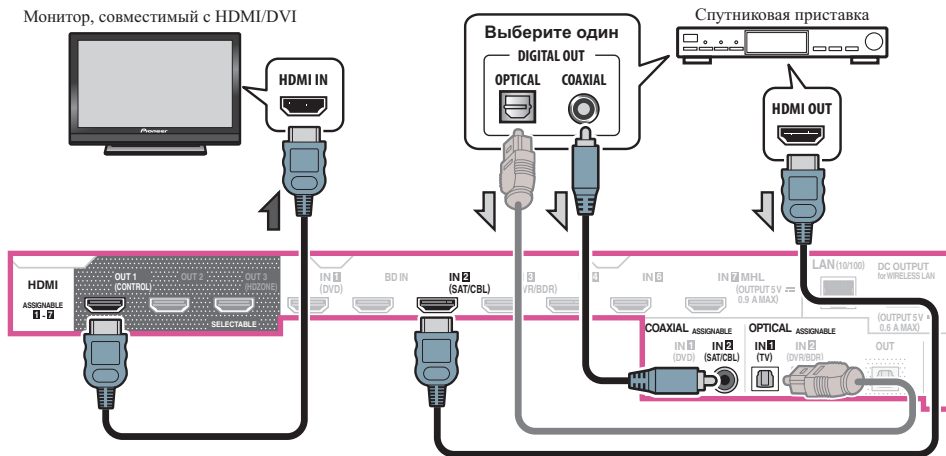 Монитор, совместимый с HDMI/DVI
Спутниковая приставка
Выберите один
DIGITAL OUT
OPTICAL
COAXIAL
HDMI IN
HDMI OUT
Pioneer
HDMI
ASSIGNABLE
1 - 7
OUT 1
(CONTROL)
OUT 2
OUT 3
(HDZONE)
SELECTABLE
IN 1
(DVD)
BD IN
IN 2
(SAT/CBL)
3
VR/BDR)
4
IN 6
IN 7 MHL
(OUTPUT 5 V
0.9 A MAX)
LAN (10/100)
DC OUTPUT
for WIRELESS LAN
(OUTPUT 5 V
0.6 A MAX)
COAXIAL ASSIGNABLE
IN 1
(DVD)
IN 2
(SAT/CBL)
OPTICAL ASSIGNABLE
IN 1
(TV)
IN 2
(DVR/BDR)
OUT